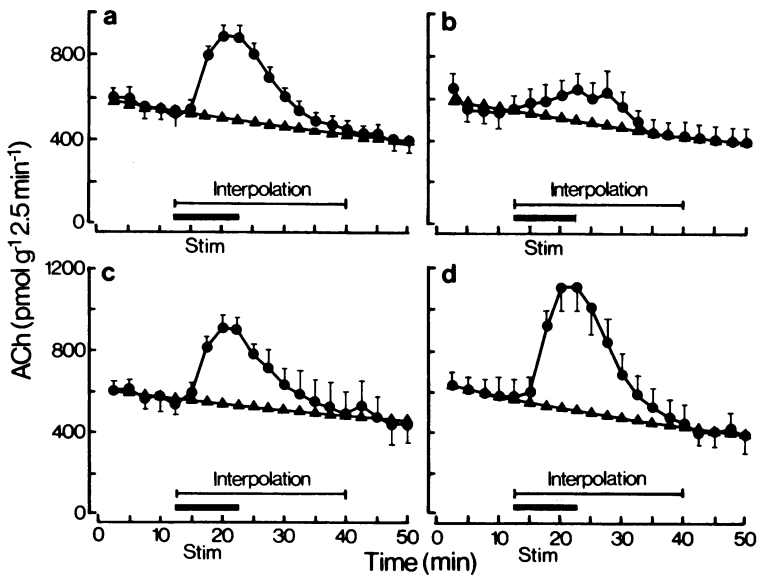 a
b
800
400
0
Interpolation
Stim
Interpolation
Stim
ACh (pmol g⁻¹ 2.5 min⁻¹)
c
d
1200
800
400
0
Interpolation
Stim
Interpolation
Stim
0 10 20 30 40 50
0 10 20 30 40 50
Time (min)